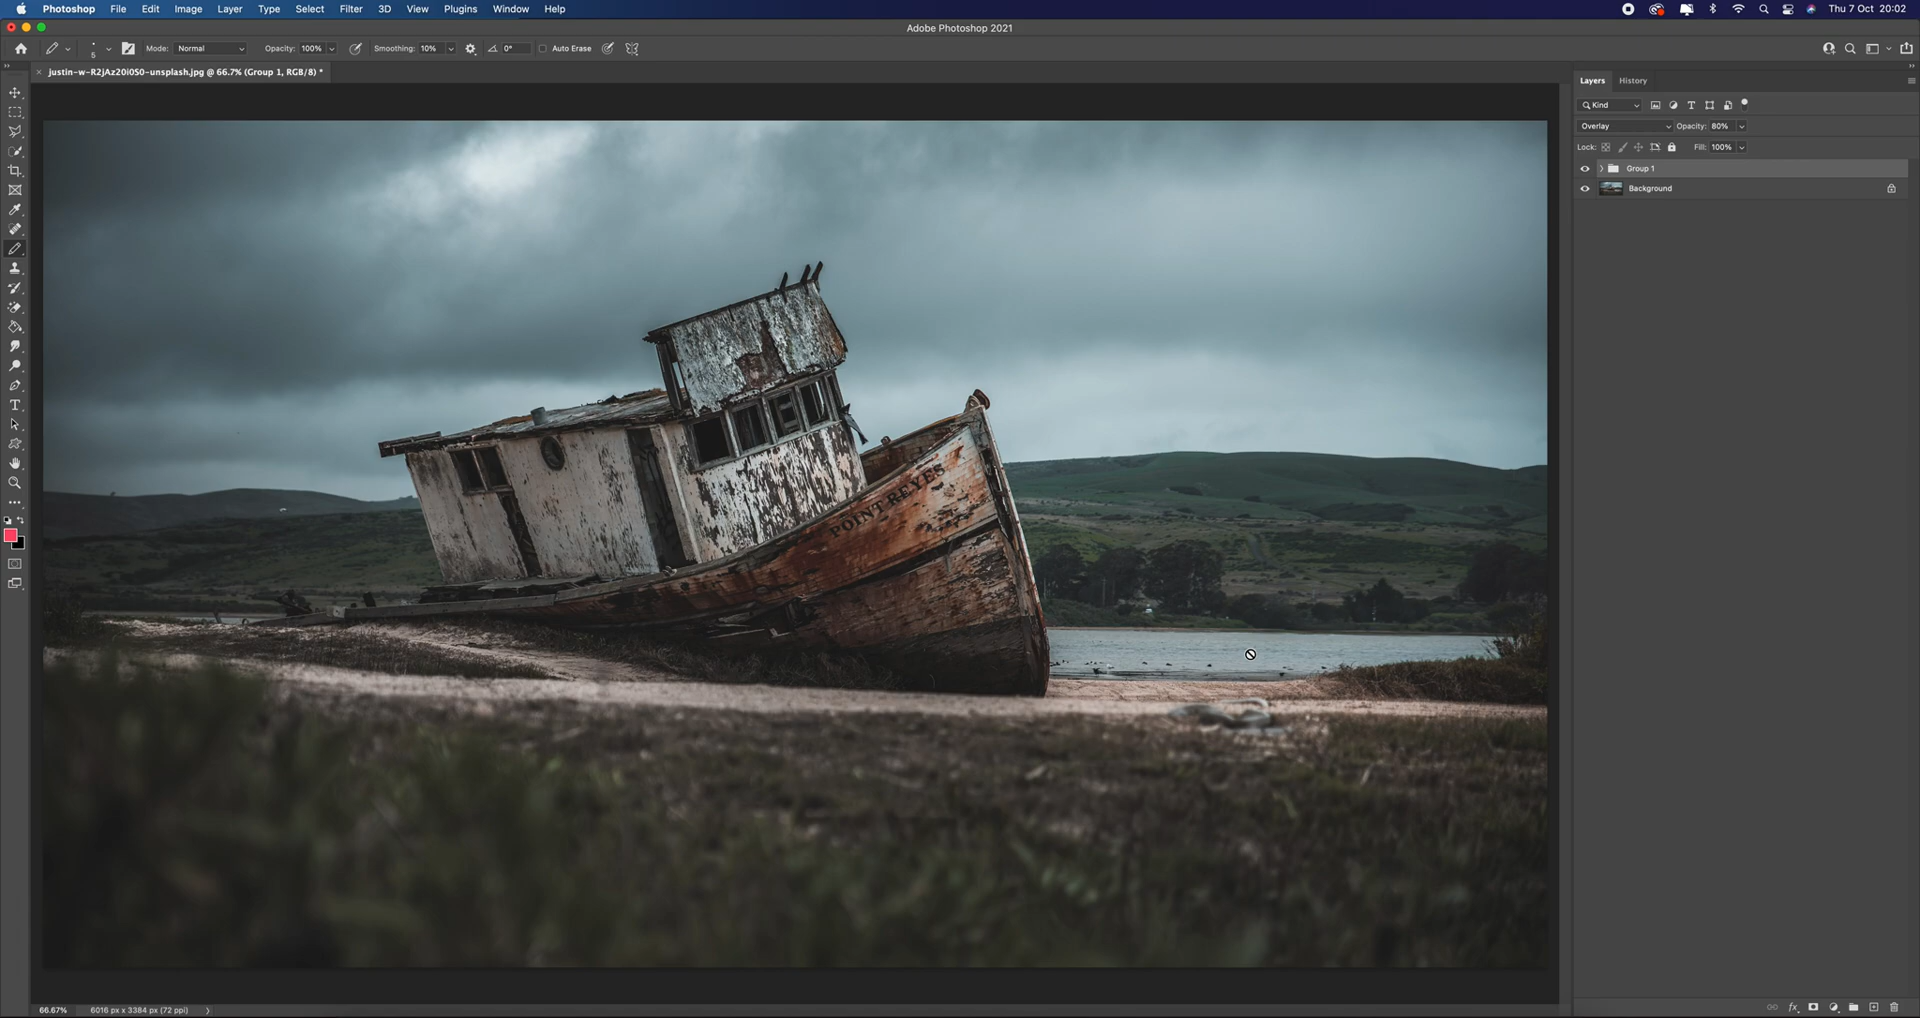 Photoshop File Edit Image Layer Type Select Filter 3D View Plugins Window Help Thu 7 Oct 20:02
Adobe Photoshop 2021
5 Mode: Normal Opacity: 100% Smoothing: 10% 0° Auto Erase
justin-w-R2jAz20i0S0-unsplash.jpg @ 66.7% (Group 1, RGB/8) *
Layers History
Kind
Overlay Opacity: 80%
Lock: Fill: 100%
Group 1
Background
POINT REYES
66.67% 6016 px x 3384 px (72 ppi)